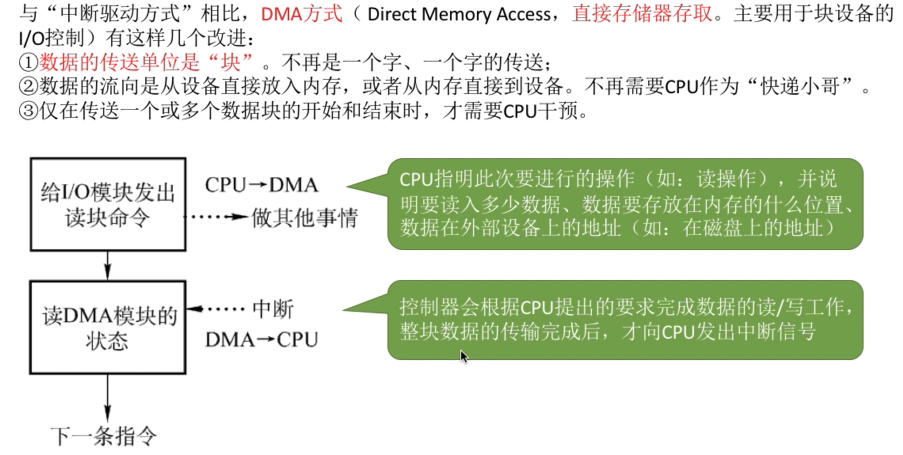 与“中断驱动方式”相比，DMA方式（ Direct Memory Access，直接存储器存取。主要用于块设备的
I/O控制）有这样几个改进：
①数据的传送单位是“块”。不再是一个字、一个字的传送；
②数据的流向是从设备直接放入内存，或者从内存直接到设备。不再需要CPU作为“快递小哥”。
③仅在传送一个或多个数据块的开始和结束时，才需要CPU干预。
给I/O模块发出
读块命令
CPU→DMA
做其他事情
CPU指明此次要进行的操作（如：读操作），并说
明要读入多少数据、数据要存放在内存的什么位置、
数据在外部设备上的地址（如：在磁盘上的地址）
读DMA模块的
状态
中断
DMA→CPU
控制器会根据CPU提出的要求完成数据的读/写工作，
整块数据的传输完成后，才向CPU发出中断信号
下一条指令